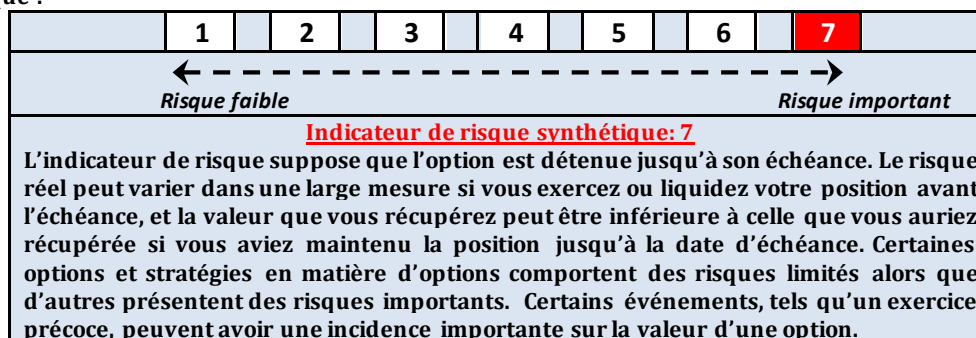 que :
1 2 3 4 5 6 7
Risque faible Risque important
Indicateur de risque synthétique: 7
L'indicateur de risque suppose que l'option est détenue jusqu'à son échéance. Le risque
réel peut varier dans une large mesure si vous exercez ou liquidez votre position avant
l'échéance, et la valeur que vous récupérez peut être inférieure à celle que vous auriez
récupérée si vous aviez maintenu la position jusqu'à la date d'échéance. Certaines
options et stratégies en matière d'options comportent des risques limités alors que
d'autres présentent des risques importants. Certains événements, tels qu'un exercice
précoce, peuvent avoir une incidence importante sur la valeur d'une option.